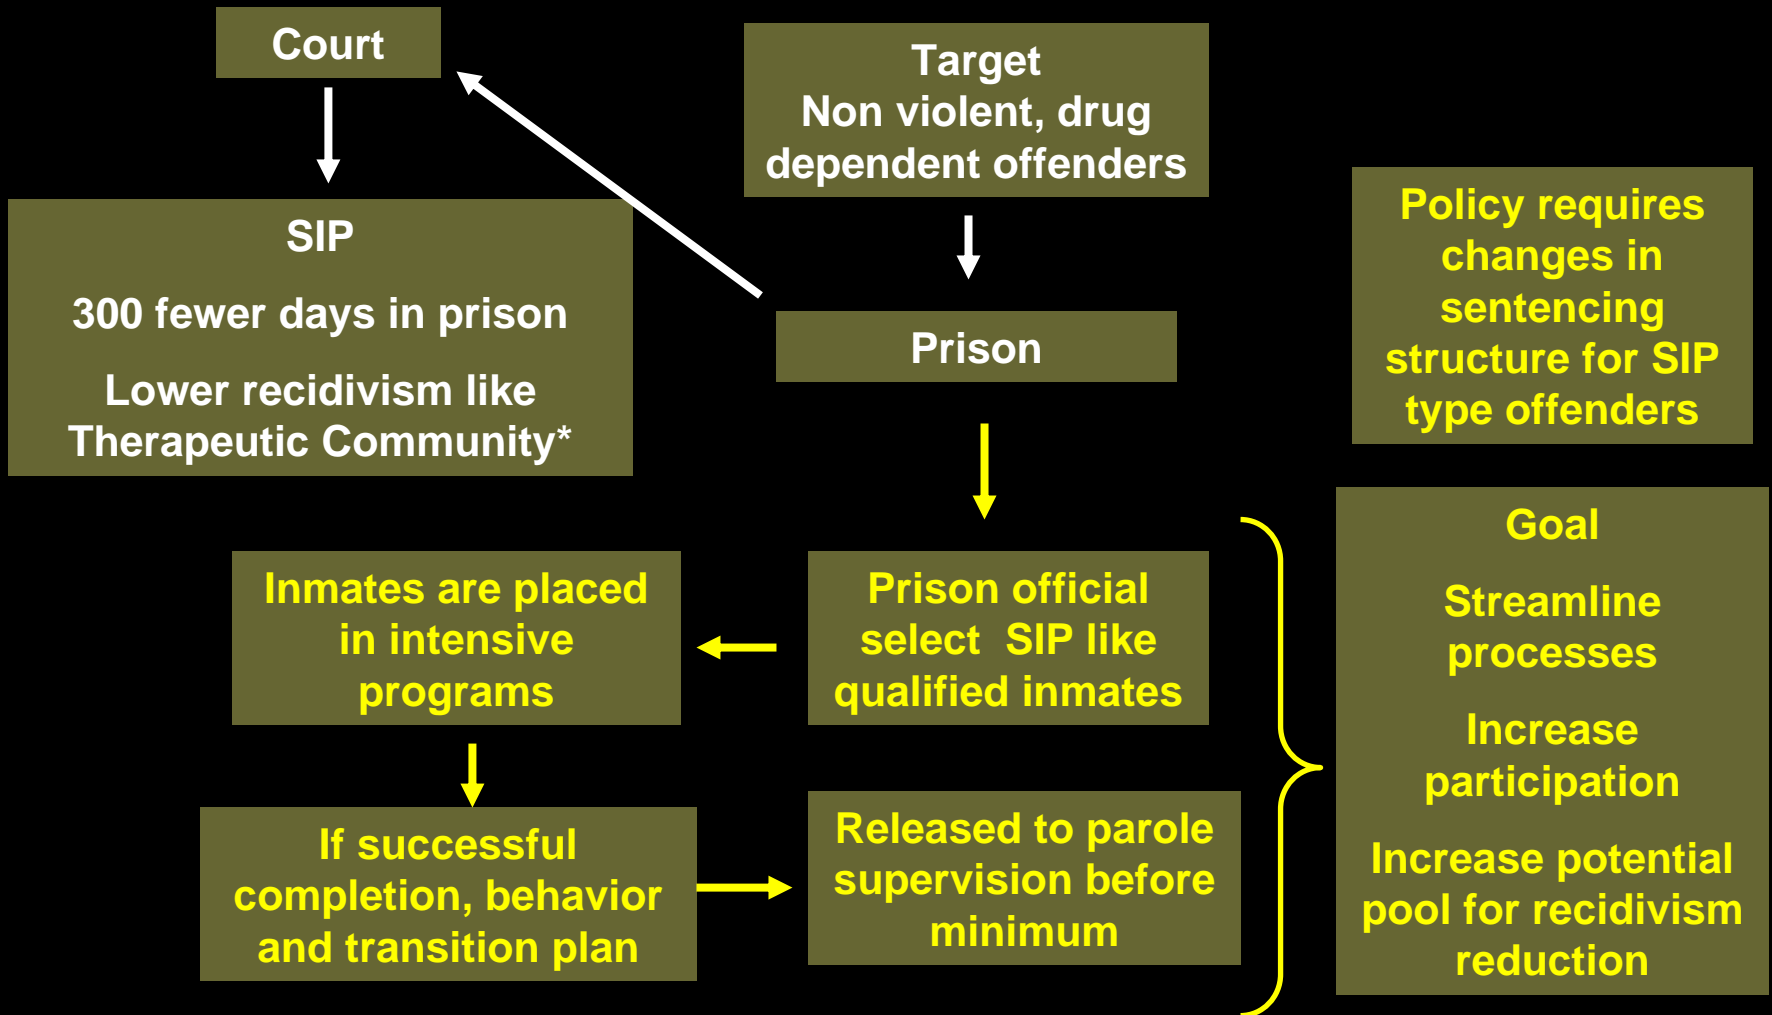 Court
Target
Non violent, drug
dependent offenders
SIP
300 fewer days in prison
Lower recidivism like
Therapeutic Community*
Prison
Policy requires
changes in
sentencing
structure for SIP
type offenders
Inmates are placed
in intensive
programs
Prison official
select SIP like
qualified inmates
If successful
completion, behavior
and transition plan
Released to parole
supervision before
minimum
Goal
Streamline
processes
Increase
participation
Increase potential
pool for recidivism
reduction